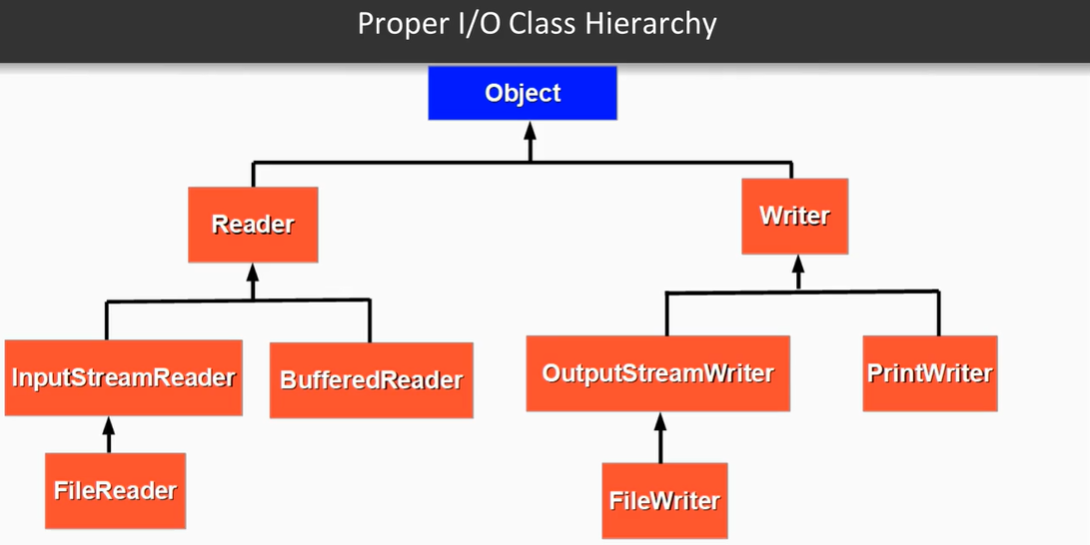 Proper I/O Class Hierarchy
Object
Reader
Writer
InputStreamReader
BufferedReader
OutputStreamWriter
PrintWriter
FileReader
FileWriter